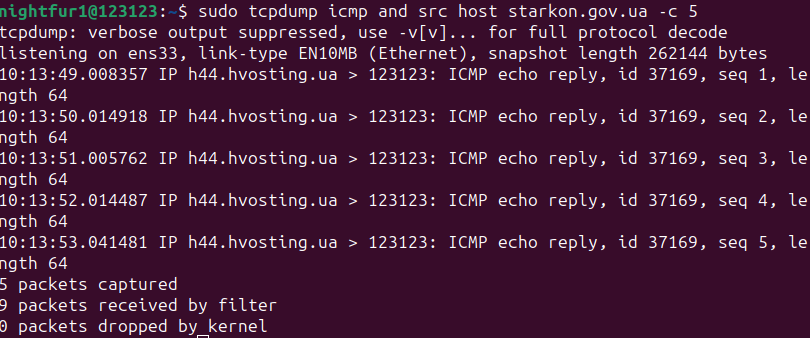 nightfur1@123123:~$ sudo tcpdump icmp and src host starkon.gov.ua -c 5
tcpdump: verbose output suppressed, use -v[v]... for full protocol decode
listening on ens33, link-type EN10MB (Ethernet), snapshot length 262144 bytes
10:13:49.008357 IP h44.hvosting.ua > 123123: ICMP echo reply, id 37169, seq 1, le
ngth 64
10:13:50.014918 IP h44.hvosting.ua > 123123: ICMP echo reply, id 37169, seq 2, le
ngth 64
10:13:51.005762 IP h44.hvosting.ua > 123123: ICMP echo reply, id 37169, seq 3, le
ngth 64
10:13:52.014487 IP h44.hvosting.ua > 123123: ICMP echo reply, id 37169, seq 4, le
ngth 64
10:13:53.041481 IP h44.hvosting.ua > 123123: ICMP echo reply, id 37169, seq 5, le
ngth 64
5 packets captured
9 packets received by filter
0 packets dropped by kernel